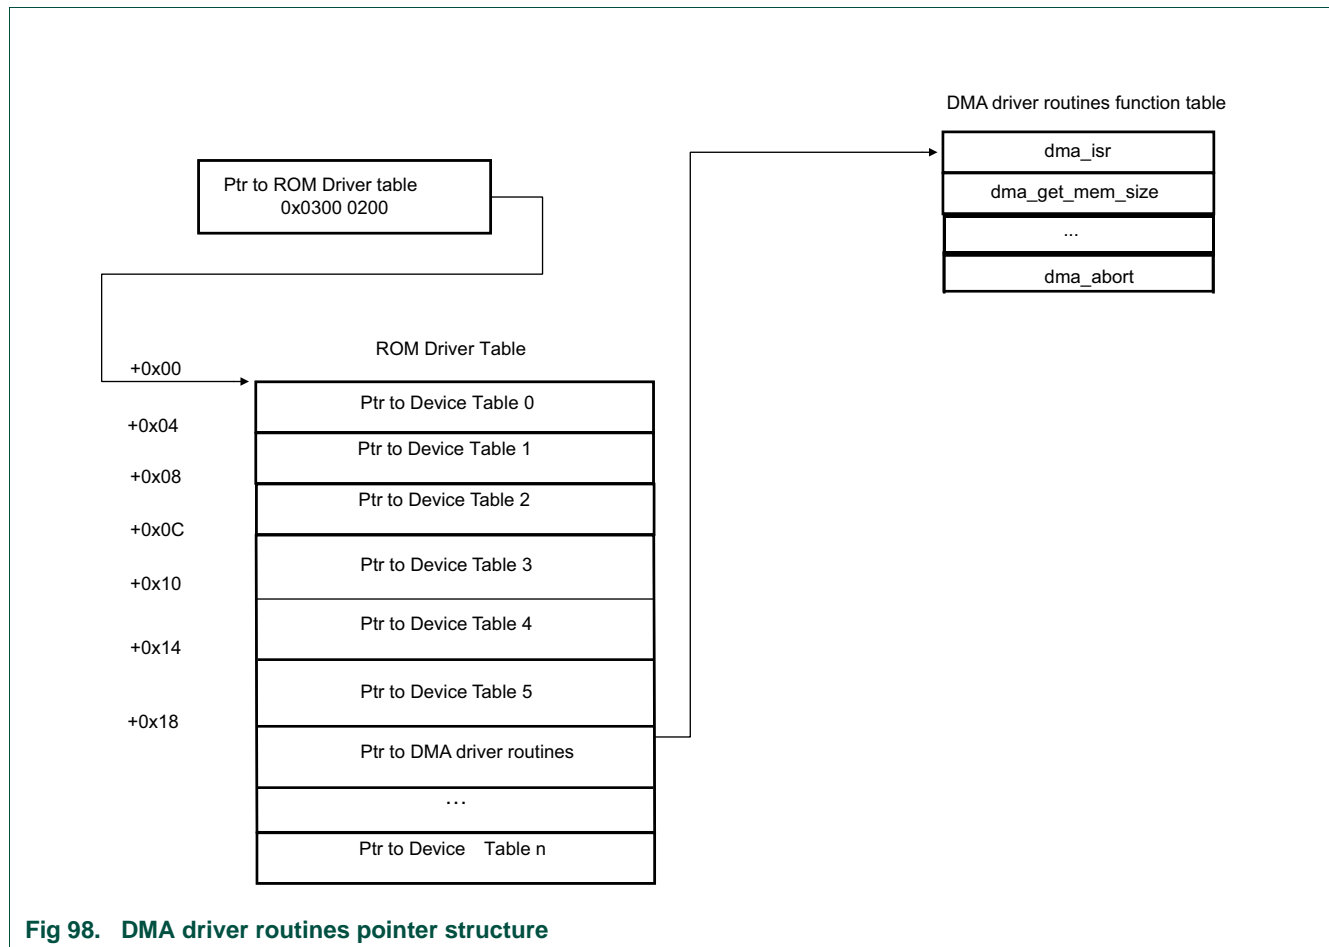 DMA driver routines function table
dma_isr
dma_get_mem_size
...
dma_abort
Ptr to ROM Driver table
0x0300 0200
ROM Driver Table
+0x00
Ptr to Device Table 0
+0x04
Ptr to Device Table 1
+0x08
Ptr to Device Table 2
+0x0C
Ptr to Device Table 3
+0x10
Ptr to Device Table 4
+0x14
Ptr to Device Table 5
+0x18
Ptr to DMA driver routines
...
Ptr to Device Table n
Fig 98. DMA driver routines pointer structure